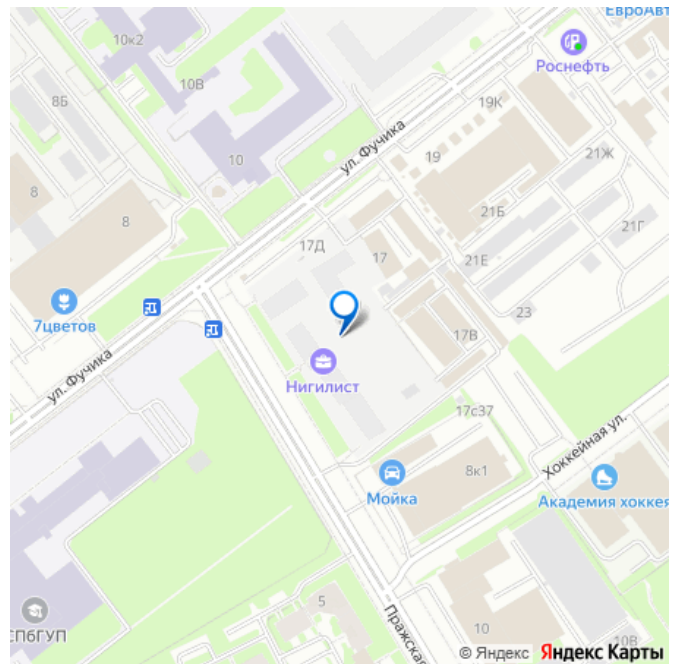 ЕвроАвт
10к2
Роснефть
10В
8Б
19К
ул. Фучика
10
19
21Ж
8
8
21Б
21Г
17Д
17
21Е
7цветов
23
17В
Нигилист
ул. Фучика
17с37
Хоккейная ул.
8к1
Мойка
Академия хоккея
5
СПбГУП
Пражская
10
10В
© Яндекс Яндекс Карты